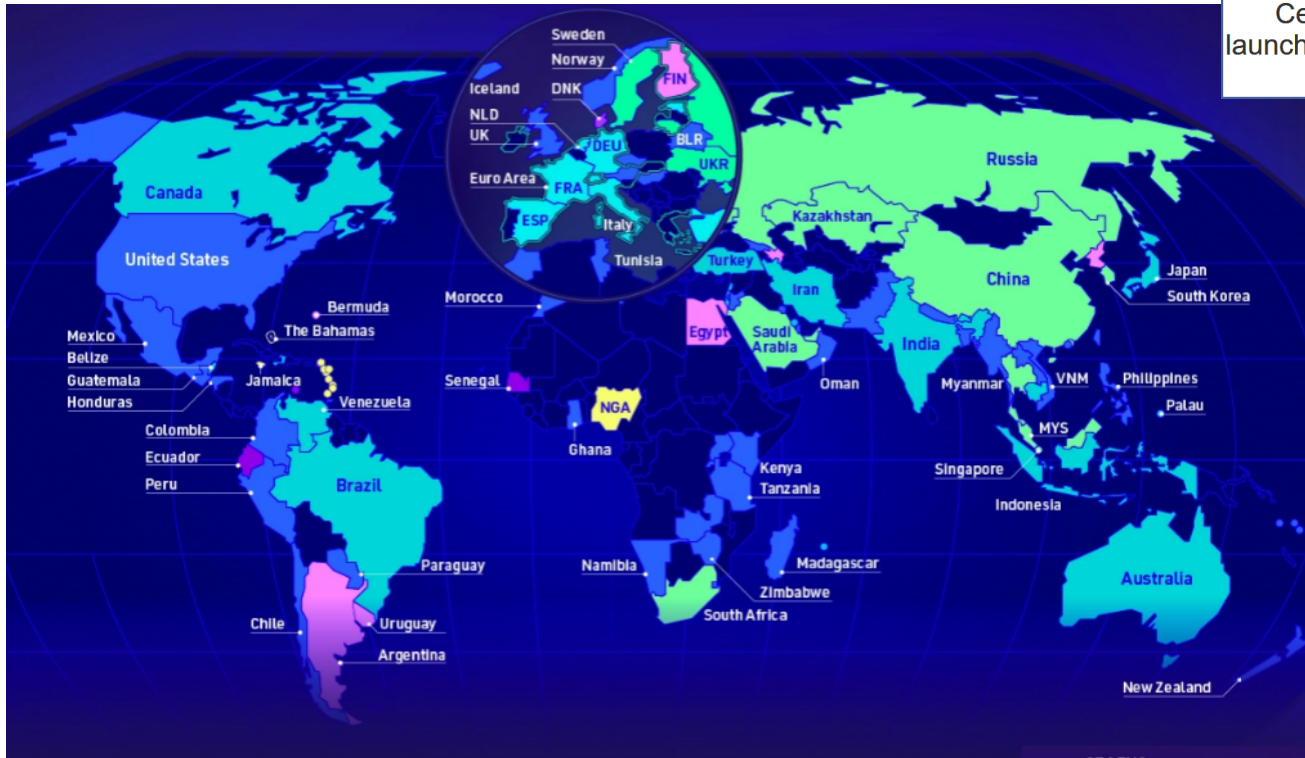 Ce
launch
Sweden
Norway
Iceland
DNK
FIN
NLD
UK
DEU
BLR
UKR
Euro Area
FRA
ESP
Italy
Tunisia
Canada
United States
Russia
Kazakhstan
China
Turkey
Iran
Japan
South Korea
Morocco
Bermuda
The Bahamas
Mexico
Belize
Guatemala
Honduras
Jamaica
Venezuela
Egypt
Saudi
Arabia
India
Oman
Myanmar
VNM
Philippines
Palau
Senegal
NGA
Ghana
MYS
Singapore
Indonesia
Colombia
Ecuador
Peru
Brazil
Kenya
Tanzania
Paraguay
Namibia
Madagascar
Zimbabwe
South Africa
Australia
Chile
Uruguay
Argentina
New Zealand